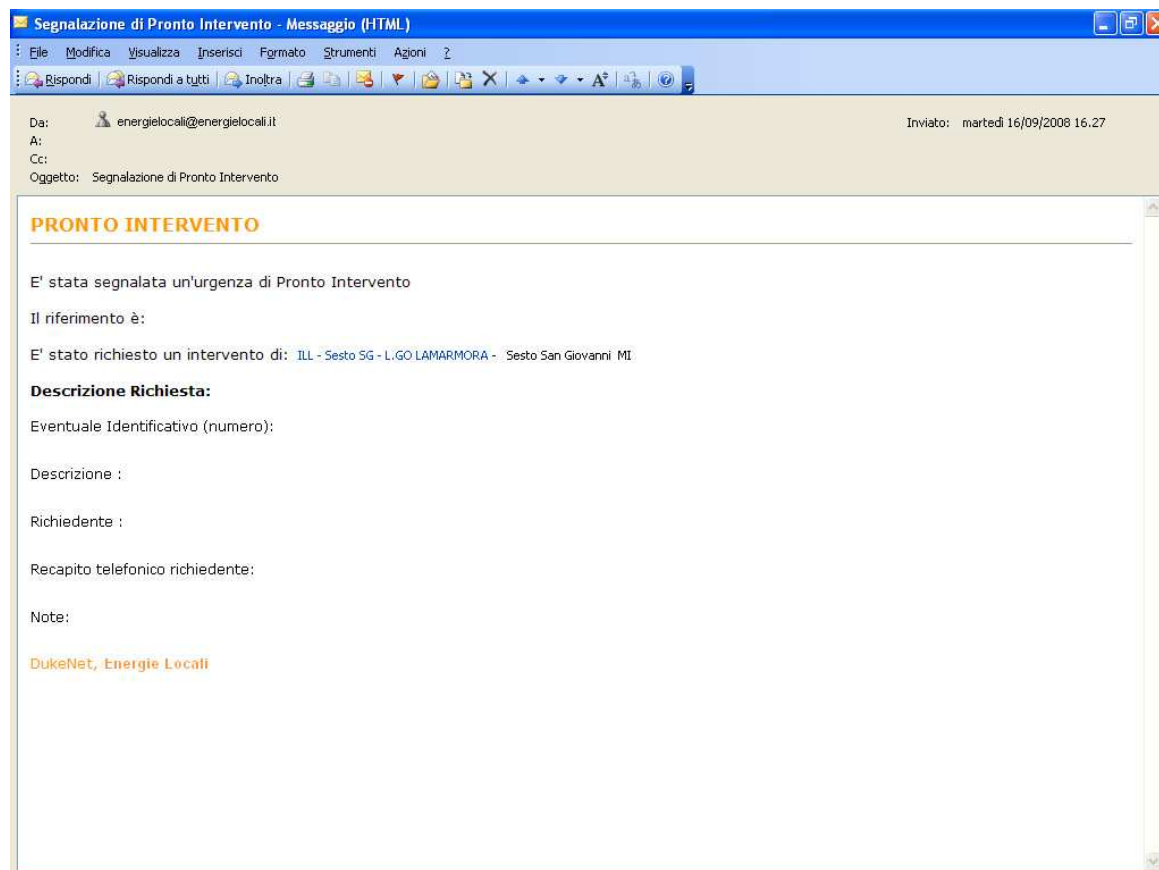 Segnalazione di Pronto Intervento - Messaggio (HTML)
File Modifica Visualizza Inserisci Formato Strumenti Azioni ?
Rispondi Rispondi a tutti Inoltra
Da: energielocali@energielocali.it Inviato: martedì 16/09/2008 16.27
A:
Cc:
Oggetto: Segnalazione di Pronto Intervento
PRONTO INTERVENTO
E' stata segnalata un'urgenza di Pronto Intervento
Il riferimento è:
E' stato richiesto un intervento di: ILL - Sesto SG - L.GO LAMARMORA - Sesto San Giovanni MI
Descrizione Richiesta:
Eventuale Identificativo (numero):
Descrizione :
Richiedente :
Recapito telefonico richiedente:
Note:
DukeNet, Energie Locali